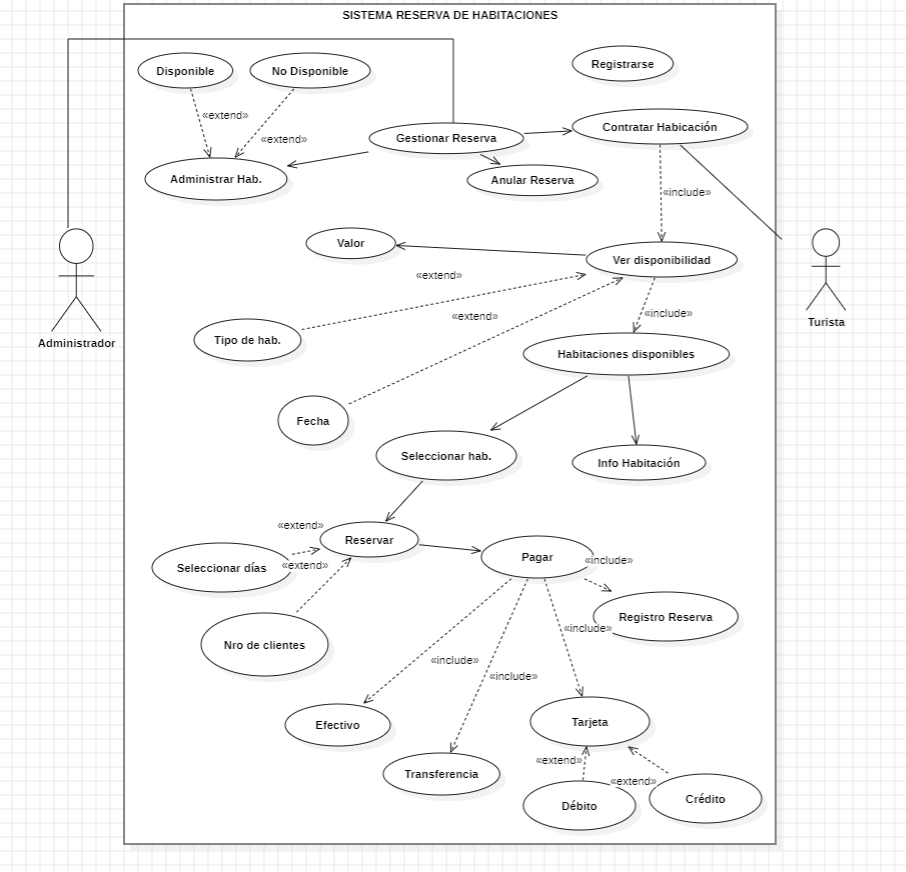 SISTEMA RESERVA DE HABITACIONES
Registrarse
Disponible
No Disponible
«extend»
«extend»
Contratar Habicación
Gestionar Reserva
Administrar Hab.
Anular Reserva
«include»
Valor
Ver disponibilidad
«extend»
«include»
«extend»
Turista
Administrador
Tipo de hab.
Habitaciones disponibles
Fecha
Seleccionar hab.
Info Habitación
«extend»
Reservar
Pagar
«include»
«extend»
Seleccionar días
Registro Reserva
«include»
Nro de clientes
«include»
«include»
Efectivo
Tarjeta
«extend»
Transferencia
«extend»
Débito
Crédito